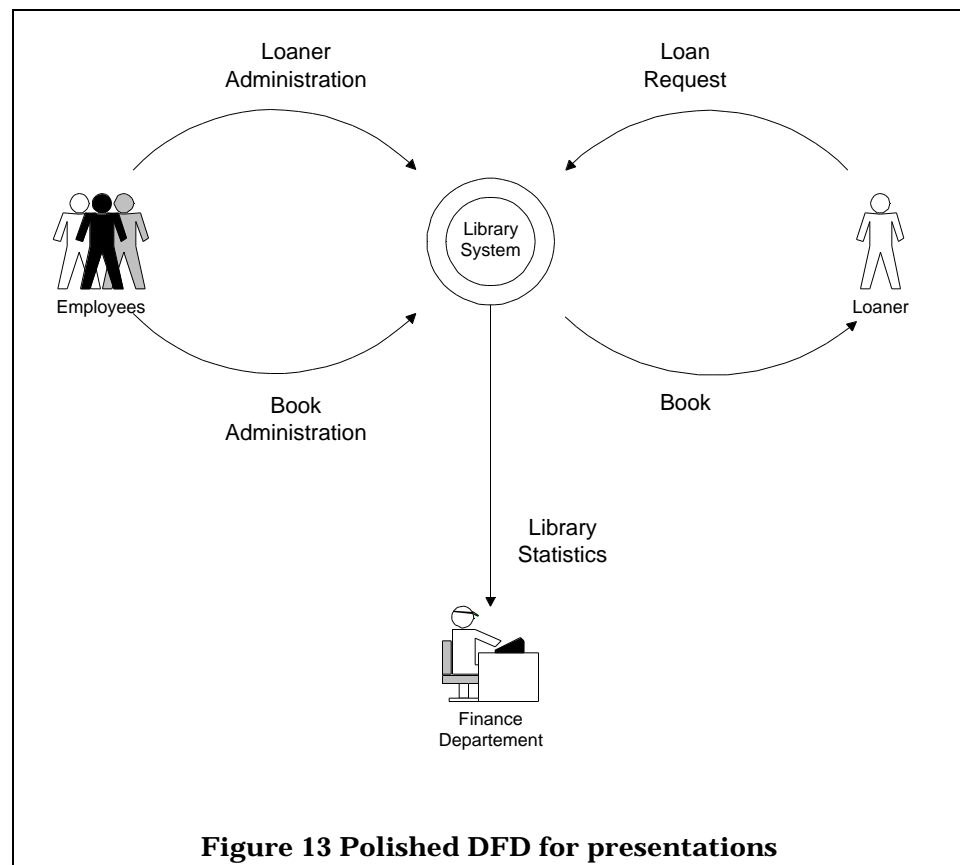 Loaner
Administration
Loan
Request
Library
System
Employees
Loaner
Book
Administration
Book
Library
Statistics
Finance
Departement
Figure 13 Polished DFD for presentations